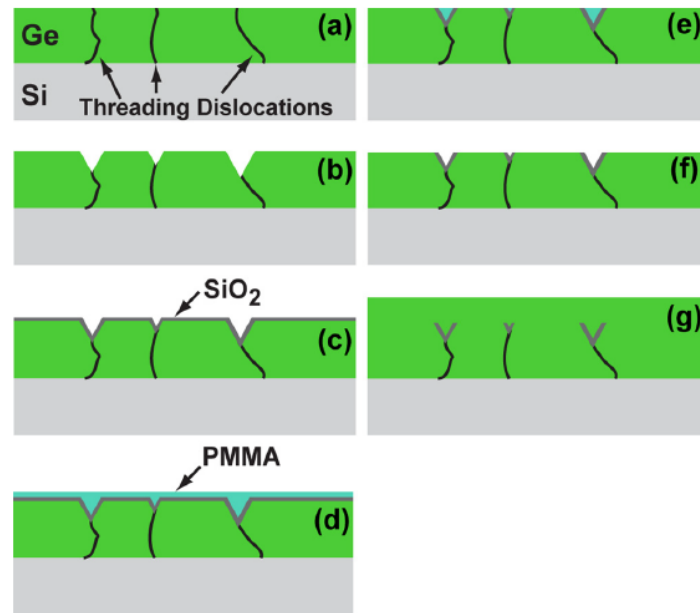 (a)
Ge
Si
Threading Dislocations
(b)
SiO₂
(c)
PMMA
(d)
(e)
(f)
(g)